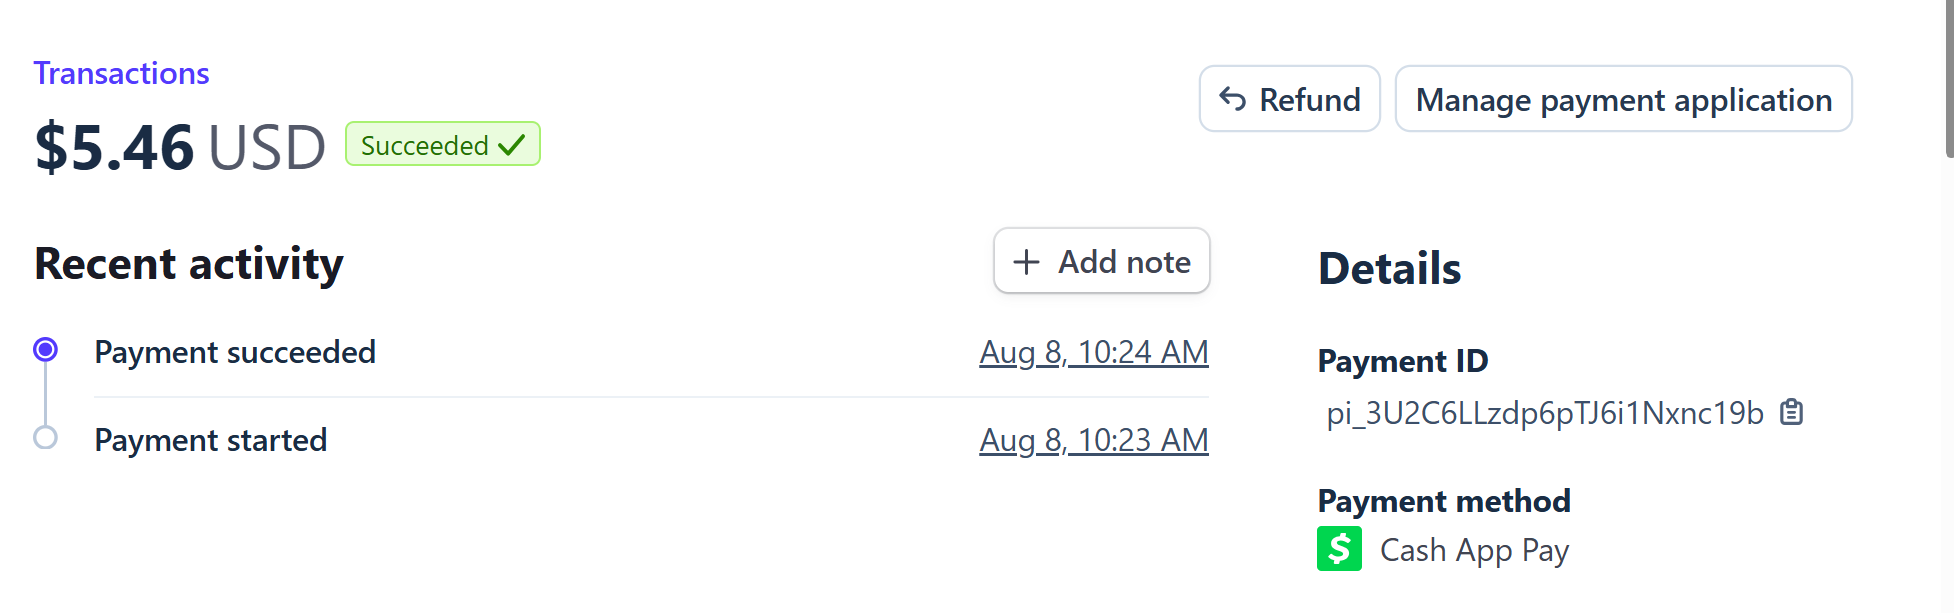 Transactions
$5.46 USD Succeeded
Refund
Manage payment application
Recent activity
Add note
Payment succeeded Aug 8, 10:24 AM
Payment started Aug 8, 10:23 AM
Details
Payment ID
pi_3U2C6LLzdp6pTJ6i1Nxnc19b
Payment method
$ Cash App Pay